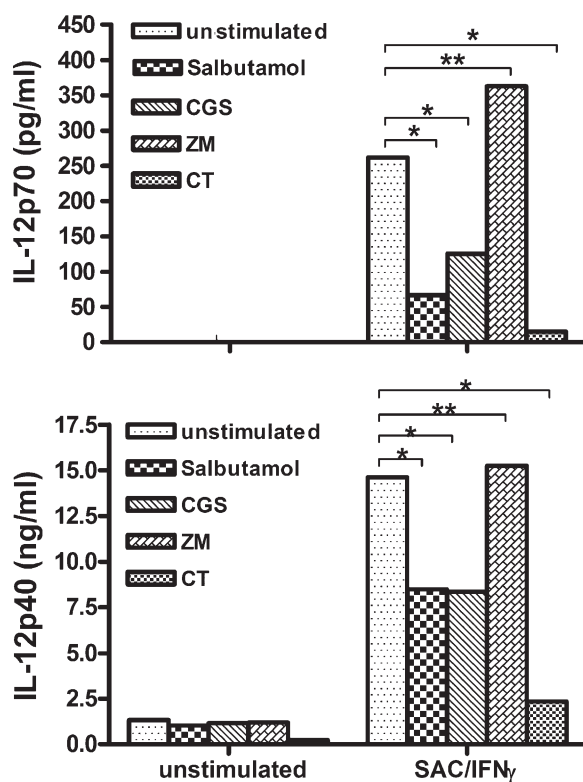 IL-12p70 (pg/ml)
450
400
350
300
250
200
150
100
50
0
unstimulated
Salbutamol
CGS
ZM
CT
*
**
*
*
IL-12p40 (ng/ml)
17.5
15.0
12.5
10.0
7.5
5.0
2.5
0.0
unstimulated
Salbutamol
CGS
ZM
CT
*
**
*
*
unstimulated
SAC/IFNγ